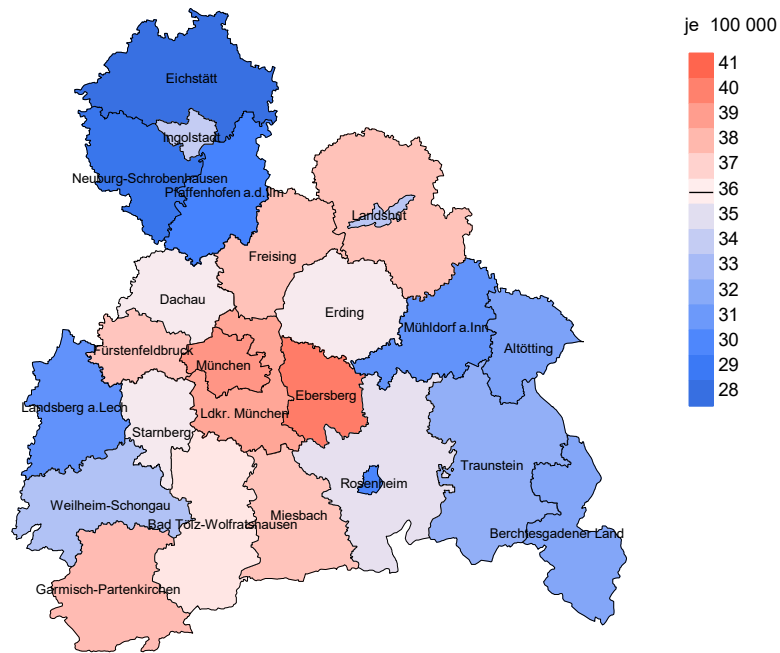 je 100 000
41
40
39
38
37
36
35
34
33
32
31
30
29
28
Eichstätt
Ingolstadt
Neuburg-Schrobenhausen
Pfaffenhofen a.d.Ilm
Landshut
Freising
Dachau
Erding
Mühldorf a.Inn
Altötting
Fürstenfeldbruck
München
Ebersberg
Landsberg a.Lech
Ldkr. München
Starnberg
Traunstein
Rosenheim
Weilheim-Schongau
Miesbach
Bad Tölz-Wolfratshausen
Berchtesgadener Land
Garmisch-Partenkirchen